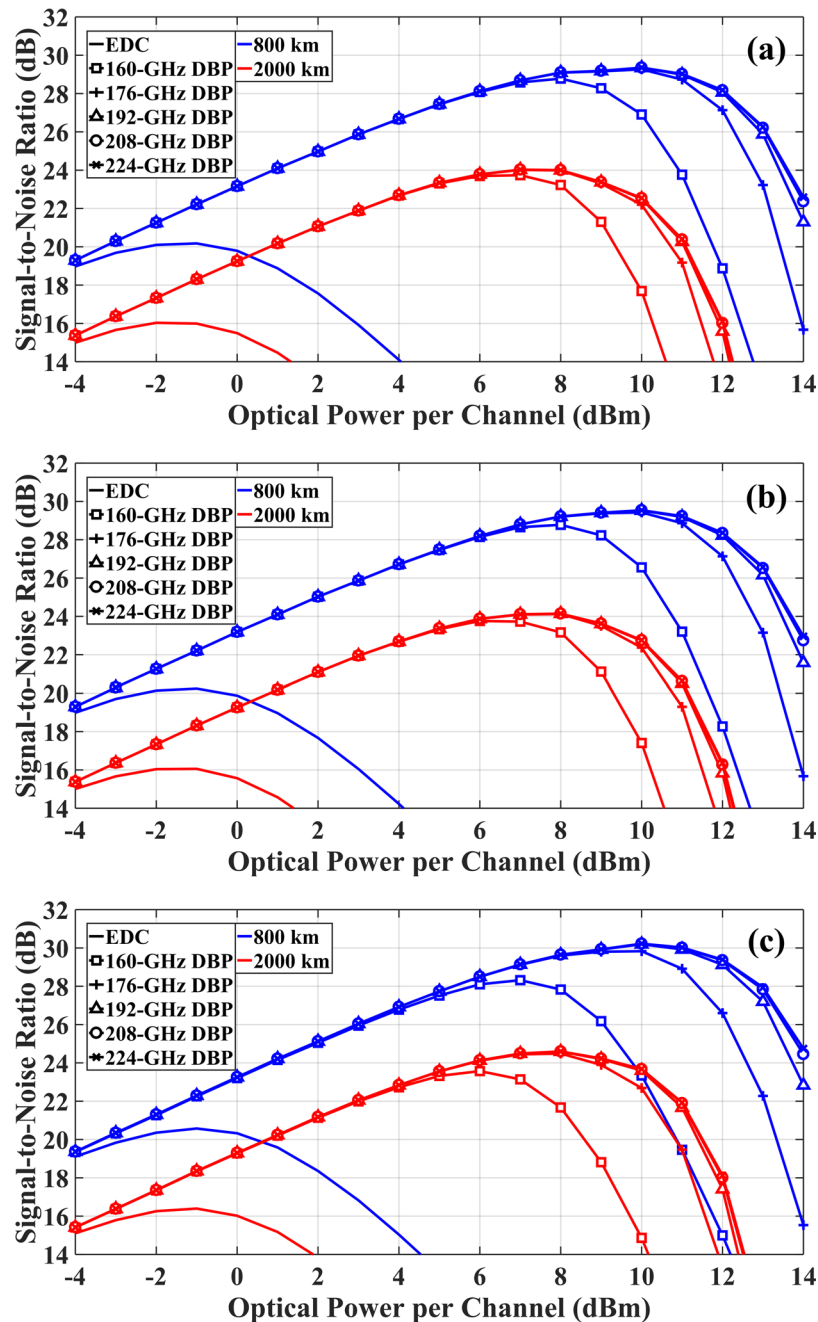 Signal-to-Noise Ratio (dB)
32
30
28
26
24
22
20
18
16
14
EDC
160-GHz DBP
176-GHz DBP
192-GHz DBP
208-GHz DBP
224-GHz DBP
800 km
2000 km
(a)
-4 -2 0 2 4 6 8 10 12 14
Optical Power per Channel (dBm)
Signal-to-Noise Ratio (dB)
32
30
28
26
24
22
20
18
16
14
EDC
160-GHz DBP
176-GHz DBP
192-GHz DBP
208-GHz DBP
224-GHz DBP
800 km
2000 km
(b)
-4 -2 0 2 4 6 8 10 12 14
Optical Power per Channel (dBm)
Signal-to-Noise Ratio (dB)
32
30
28
26
24
22
20
18
16
14
EDC
160-GHz DBP
176-GHz DBP
192-GHz DBP
208-GHz DBP
224-GHz DBP
800 km
2000 km
(c)
-4 -2 0 2 4 6 8 10 12 14
Optical Power per Channel (dBm)